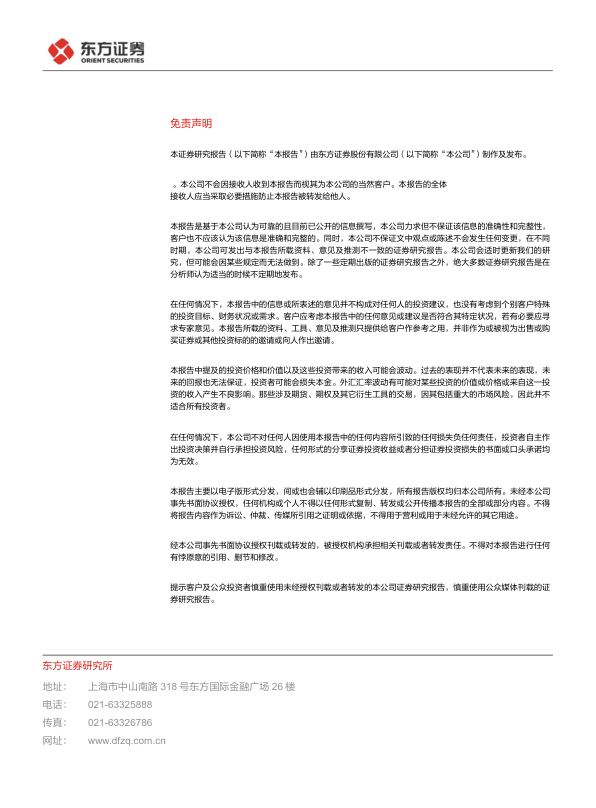 东方证券
ORIENT SECURITIES
免责声明
本证券研究报告（以下简称“本报告”）由东方证券股份有限公司（以下简称“本公司”）制作及发布。
。本公司不会因接收人收到本报告而视其为本公司的当然客户。本报告的全体
接收人应当采取必要措施防止本报告被转发给他人。
本报告是基于本公司认为可靠的且目前已公开的信息撰写，本公司力求但不保证该信息的准确性和完整性，
客户也不应该认为该信息是准确和完整的。同时，本公司不保证文中观点或陈述不会发生任何变更，在不同
时期，本公司可发出与本报告所载资料、意见及推测不一致的证券研究报告。本公司会适时更新我们的研
究，但可能会因某些规定而无法做到。除了一些定期出版的证券研究报告之外，绝大多数证券研究报告是在
分析师认为适当的时候不定期地发布。
在任何情况下，本报告中的信息或所表述的意见并不构成对任何人的投资建议，也没有考虑到个别客户特殊
的投资目标、财务状况或需求。客户应考虑本报告中的任何意见或建议是否符合其特定状况，若有必要应寻
求专家意见。本报告所载的资料、工具、意见及推测只提供给客户作参考之用，并非作为或被视为出售或购
买证券或其他投资标的的邀请或向人作出邀请。
本报告中提及的投资价格和价值以及这些投资带来的收入可能会波动。过去的表现并不代表未来的表现，未
来的回报也无法保证，投资者可能会损失本金。外汇汇率波动有可能对某些投资的价值或价格或来自这一投
资的收入产生不良影响。那些涉及期货、期权及其它衍生工具的交易，因其包括重大的市场风险，因此并不
适合所有投资者。
在任何情况下，本公司不对任何人因使用本报告中的任何内容所引致的任何损失负任何责任，投资者自主作
出投资决策并自行承担投资风险，任何形式的分享证券投资收益或者分担证券投资损失的书面或口头承诺均
为无效。
本报告主要以电子版形式分发，间或也会辅以印刷品形式分发，所有报告版权均归本公司所有。未经本公司
事先书面协议授权，任何机构或个人不得以任何形式复制、转发或公开传播本报告的全部或部分内容。不得
将报告内容作为诉讼、仲裁、传媒所引用之证明或依据，不得用于营利或用于未经允许的其它用途。
经本公司事先书面协议授权刊载或转发的，被授权机构承担相关刊载或者转发责任。不得对本报告进行任何
有悖原意的引用、删节和修改。
提示客户及公众投资者慎重使用未经授权刊载或者转发的本公司证券研究报告，慎重使用公众媒体刊载的证
券研究报告。
东方证券研究所
地址： 上海市中山南路 318 号东方国际金融广场 26 楼
电话： 021-63325888
传真： 021-63326786
网址： www.dfzq.com.cn